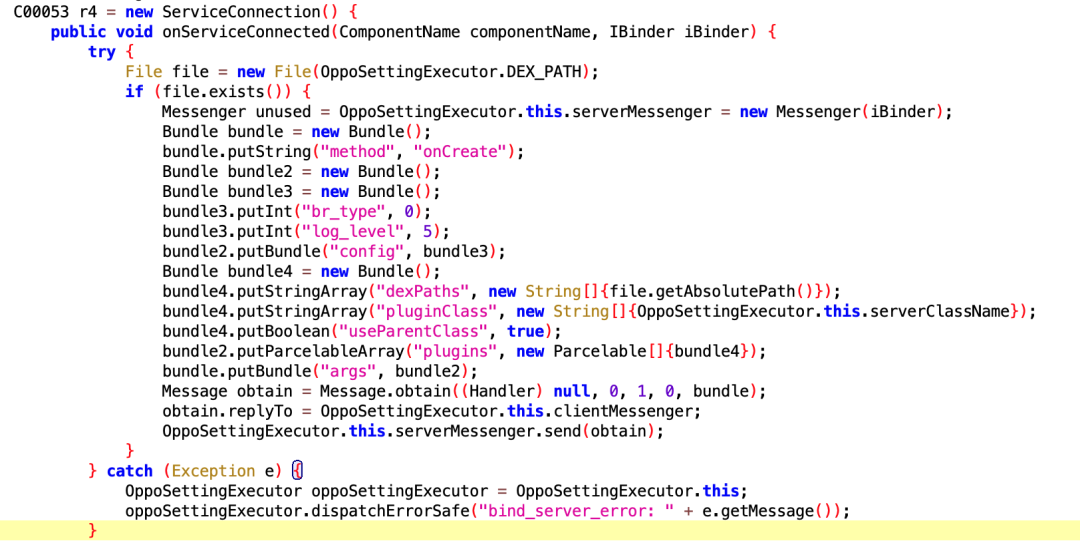 C00053 r4 = new ServiceConnection() {
public void onServiceConnected(ComponentName componentName, IBinder iBinder) {
try {
File file = new File(OppoSettingExecutor.DEX_PATH);
if (file.exists()) {
Messenger unused = OppoSettingExecutor.this.serverMessenger = new Messenger(iBinder);
Bundle bundle = new Bundle();
bundle.putString("method", "onCreate");
Bundle bundle2 = new Bundle();
Bundle bundle3 = new Bundle();
bundle3.putInt("br_type", 0);
bundle3.putInt("log_level", 5);
bundle2.putBundle("config", bundle3);
Bundle bundle4 = new Bundle();
bundle4.putStringArray("dexPaths", new String[]{file.getAbsolutePath()});
bundle4.putStringArray("pluginClass", new String[]{OppoSettingExecutor.this.serverClassName});
bundle4.putBoolean("useParentClass", true);
bundle2.putParcelableArray("plugins", new Parcelable[]{bundle4});
bundle.putBundle("args", bundle2);
Message obtain = Message.obtain((Handler) null, 0, 1, 0, bundle);
obtain.replyTo = OppoSettingExecutor.this.clientMessenger;
OppoSettingExecutor.this.serverMessenger.send(obtain);
}
} catch (Exception e) {
OppoSettingExecutor oppoSettingExecutor = OppoSettingExecutor.this;
oppoSettingExecutor.dispatchErrorSafe("bind_server_error: " + e.getMessage());
}